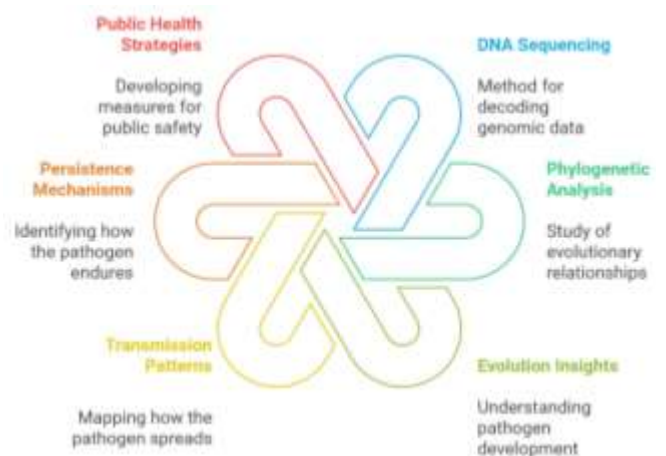 Public Health
Strategies
Developing
measures for
public safety
DNA Sequencing
Method for
decoding
genomic data
Persistence
Mechanisms
Identifying how
the pathogen
endures
Phylogenetic
Analysis
Study of
evolutionary
relationships
Transmission
Patterns
Mapping how the
pathogen spreads
Evolution Insights
Understanding
pathogen
development